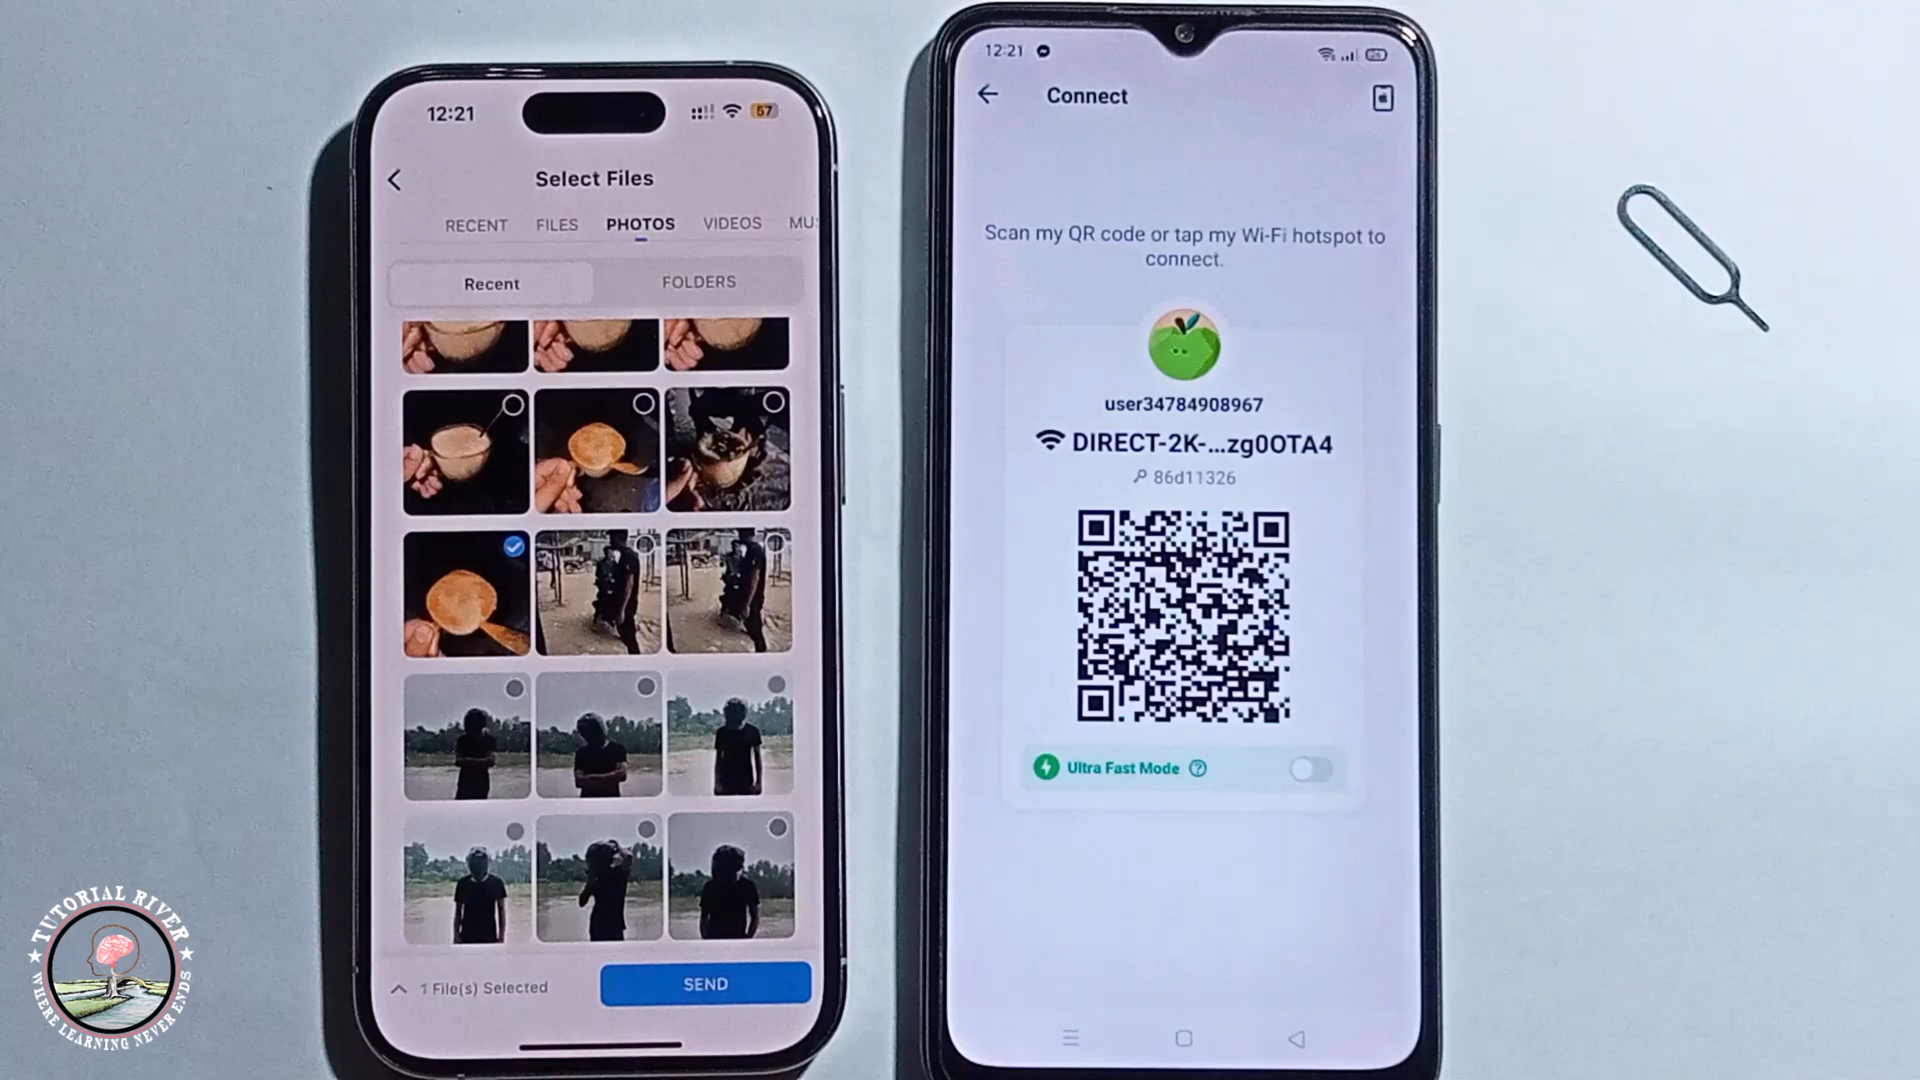 12:21
57
Select Files
RECENT FILES PHOTOS VIDEOS MU
Recent FOLDERS
1 File(s) Selected
SEND
12:21
Connect
Scan my QR code or tap my Wi-Fi hotspot to
connect.
user34784908967
DIRECT-2K-...zg0OTA4
86d11326
Ultra Fast Mode
TUTORIAL RIVER
WHERE LEARNING NEVER ENDS